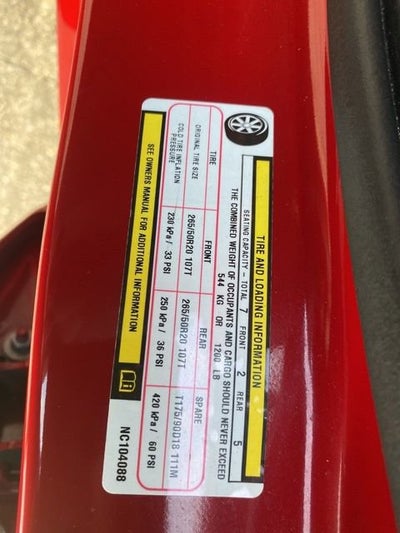 TIRE AND LOADING INFORMATION
SEATING CAPACITY - TOTAL 7 FRONT 2 REAR 5
THE COMBINED WEIGHT OF OCCUPANTS AND CARGO SHOULD NEVER EXCEED
544 KG OR 1200 LB
TIRE FRONT REAR SPARE
ORIGINAL TIRE SIZE 265/50R20 107T 265/50R20 107T T175/90D18 111M
COLD TIRE INFLATION PRESSURE 230 kPa / 33 PSI 250 kPa / 36 PSI 420 kPa / 60 PSI
SEE OWNERS MANUAL FOR ADDITIONAL INFORMATION
NC104088